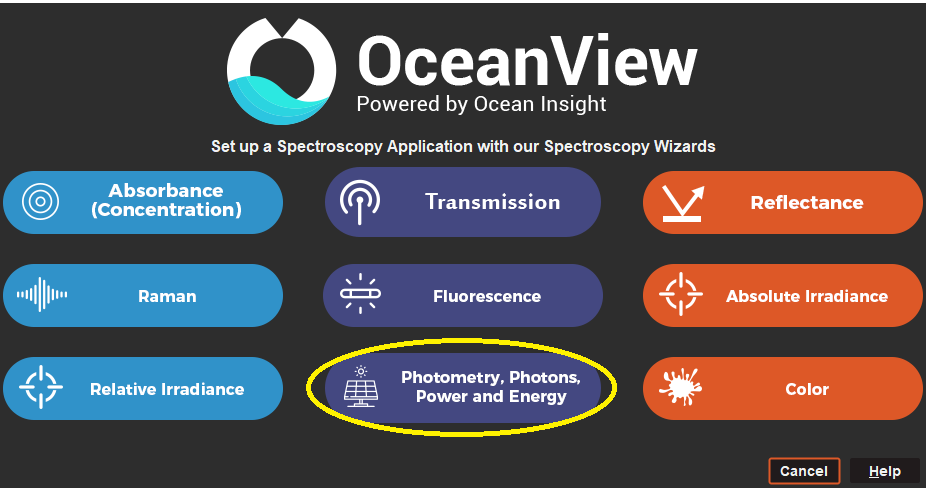 OceanView
Powered by Ocean Insight
Set up a Spectroscopy Application with our Spectroscopy Wizards
Absorbance
(Concentration)
Transmission
Reflectance
Raman
Fluorescence
Absolute Irradiance
Relative Irradiance
Photometry, Photons,
Power and Energy
Color
Cancel
Help